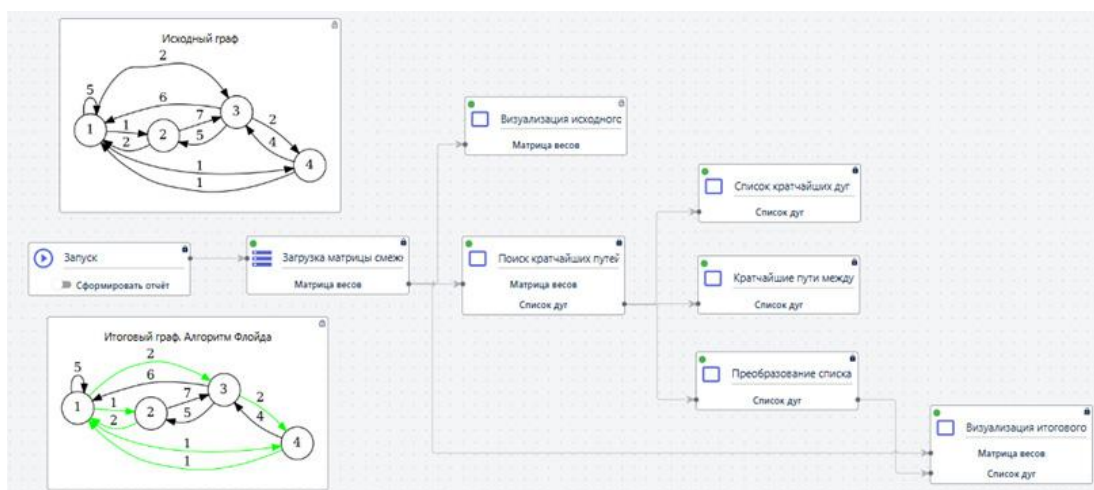 Исходный граф
2
5
6
1
7
3
2
1
2
2
5
4
4
1
1
Визуализация исходного
Матрица весов
Список кратчайших дуг
Список дуг
Запуск
Сформировать отчёт
Загрузка матрицы смежн
Матрица весов
Поиск кратчайших путей
Матрица весов
Список дуг
Кратчайшие пути между
Список дуг
Итоговый граф. Алгоритм Флойда
2
5
6
1
7
3
2
1
2
2
5
4
4
1
1
Преобразование списка
Список дуг
Визуализация итогового
Матрица весов
Список дуг